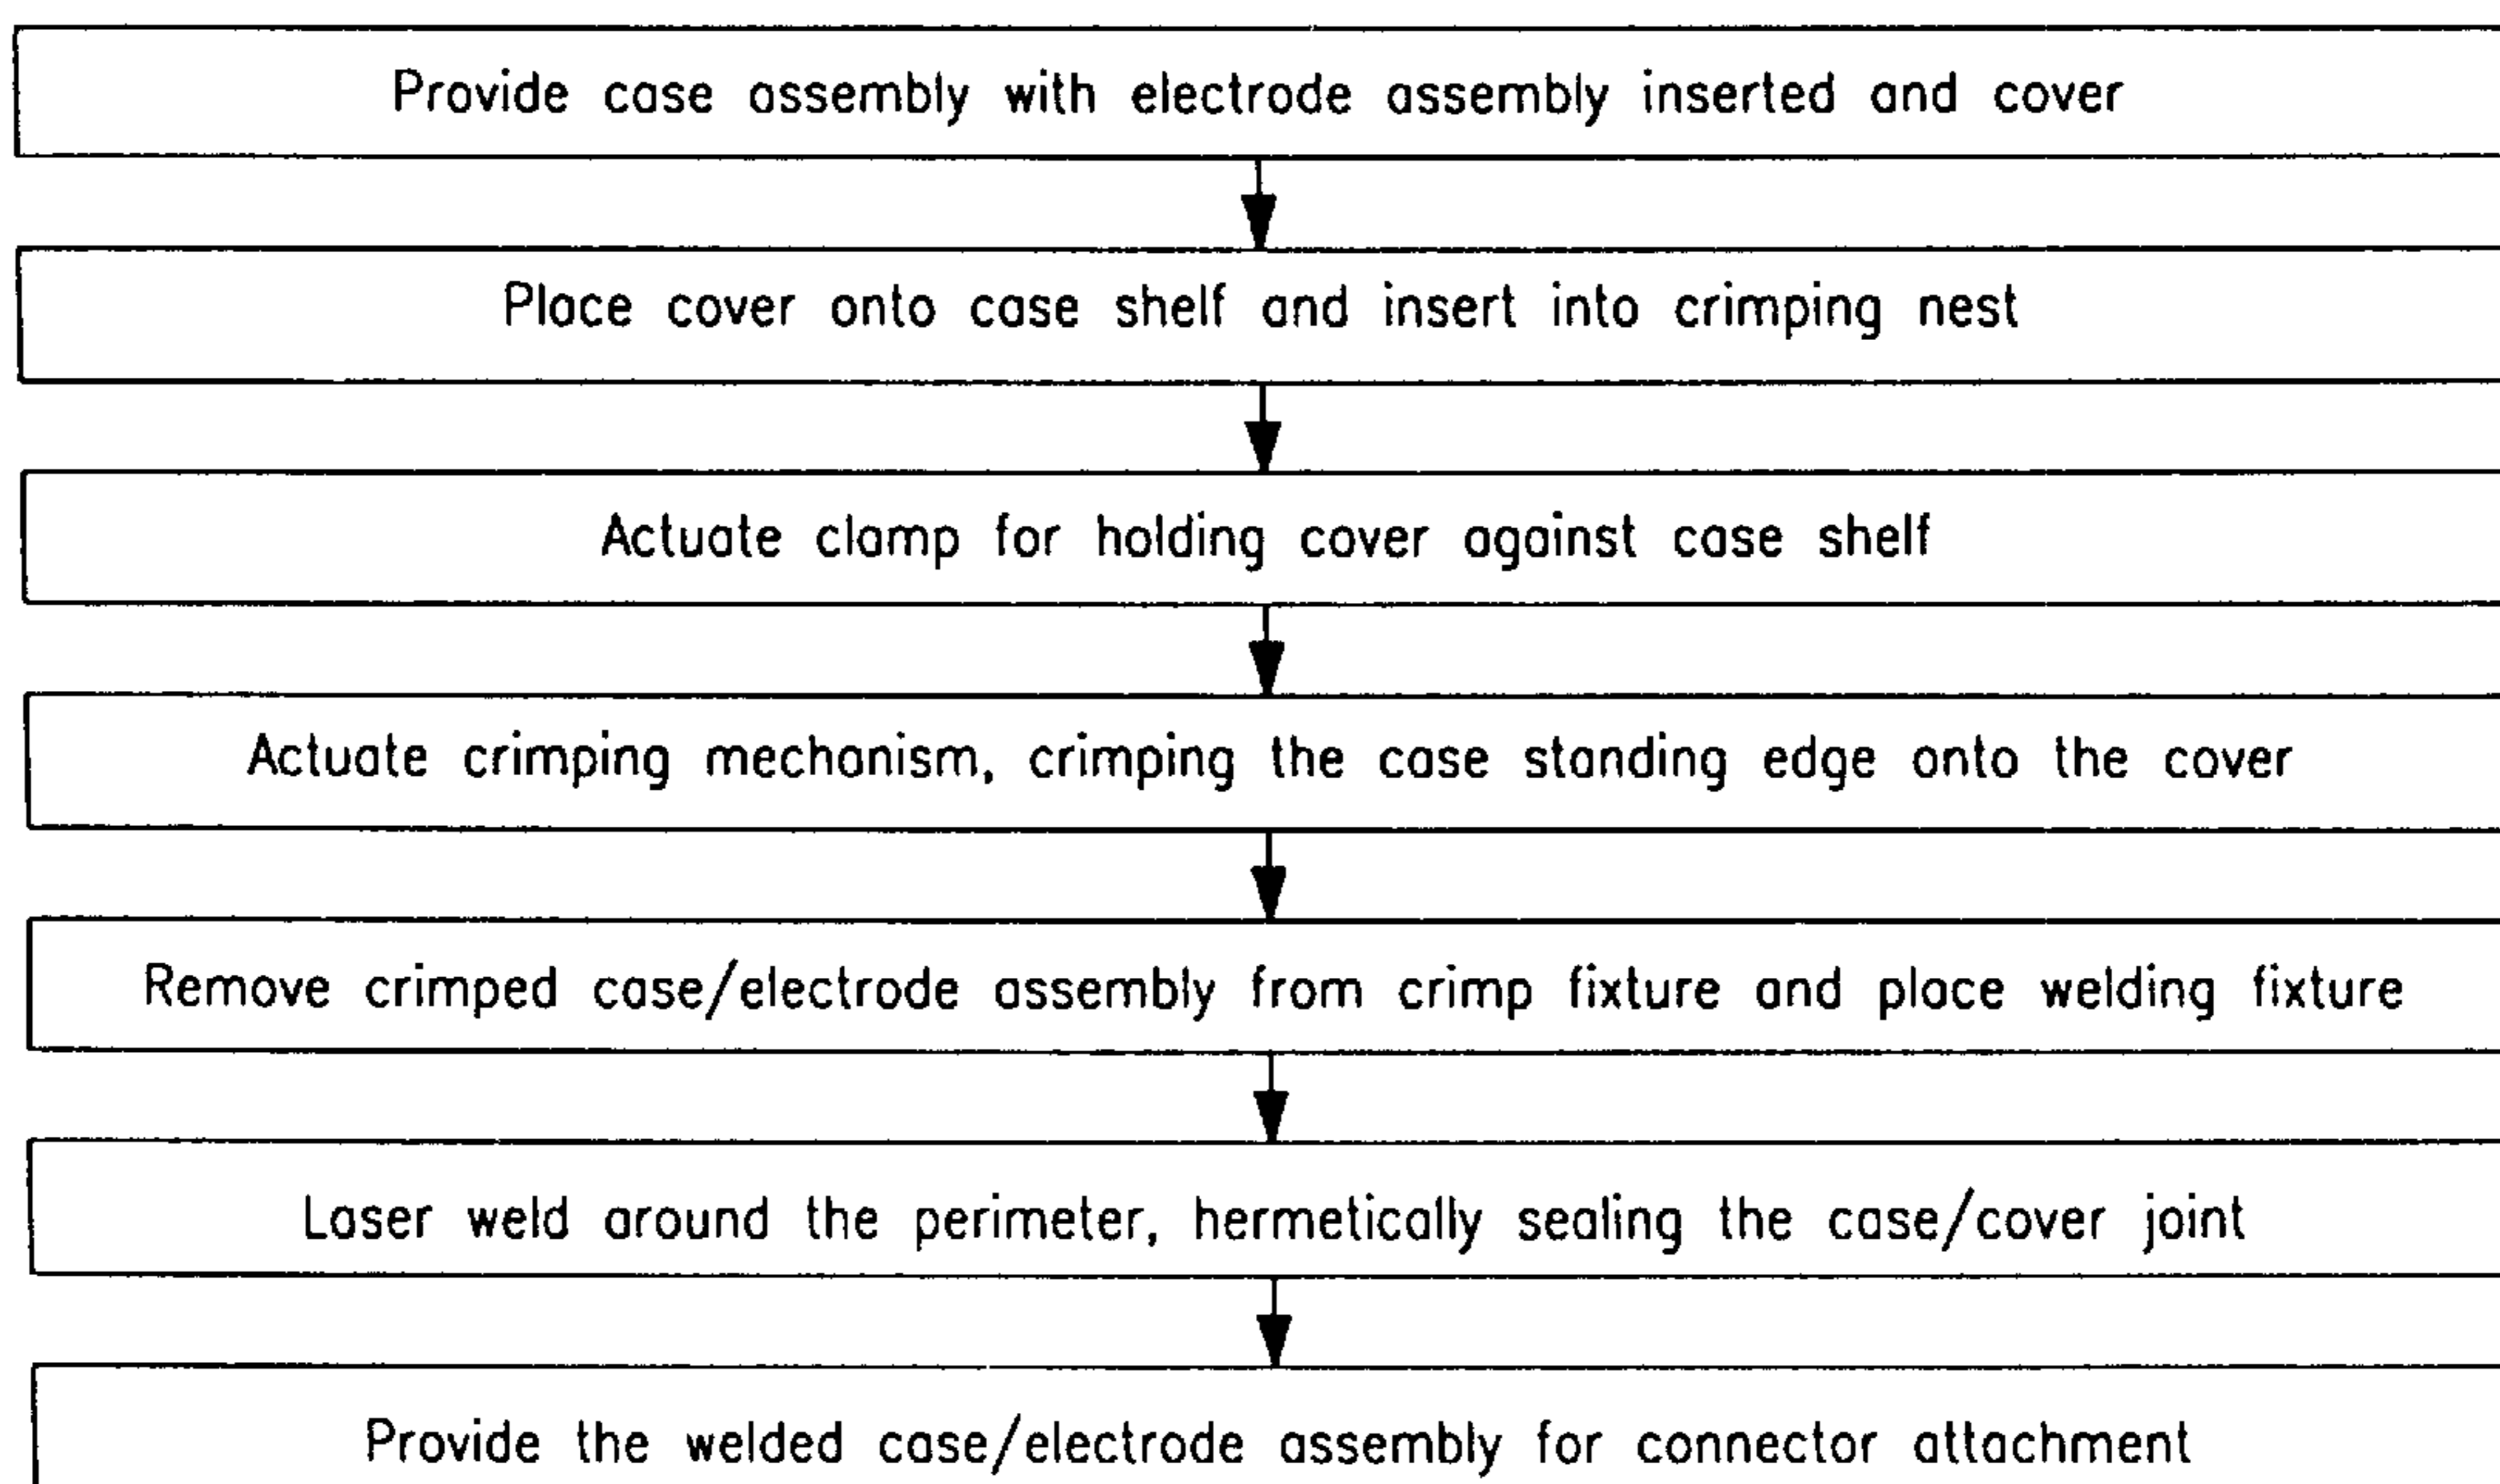 Provide case assembly with electrode assembly inserted and cover
Place cover onto case shelf and insert into crimping nest
Actuate clamp for holding cover against case shelf
Actuate crimping mechanism, crimping the case standing edge onto the cover
Remove crimped case/electrode assembly from crimp fixture and place welding fixture
Laser weld around the perimeter, hermetically sealing the case/cover joint
Provide the welded case/electrode assembly for connector attachment